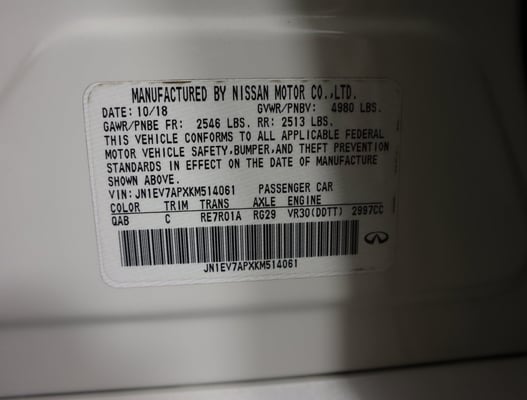 MANUFACTURED BY NISSAN MOTOR CO.,LTD.
DATE: 10/18 GVWR/PNBV: 4980 LBS.
GAWR/PNBE FR: 2546 LBS. RR: 2513 LBS.
THIS VEHICLE CONFORMS TO ALL APPLICABLE FEDERAL
MOTOR VEHICLE SAFETY,BUMPER,AND THEFT PREVENTION
STANDARDS IN EFFECT ON THE DATE OF MANUFACTURE
SHOWN ABOVE.
VIN: JN1EV7APXKM514061 PASSENGER CAR
COLOR TRIM TRANS AXLE ENGINE
QAB C RE7R01A RG29 VR30(DDTT) 2997CC
JN1EV7APXKM514061